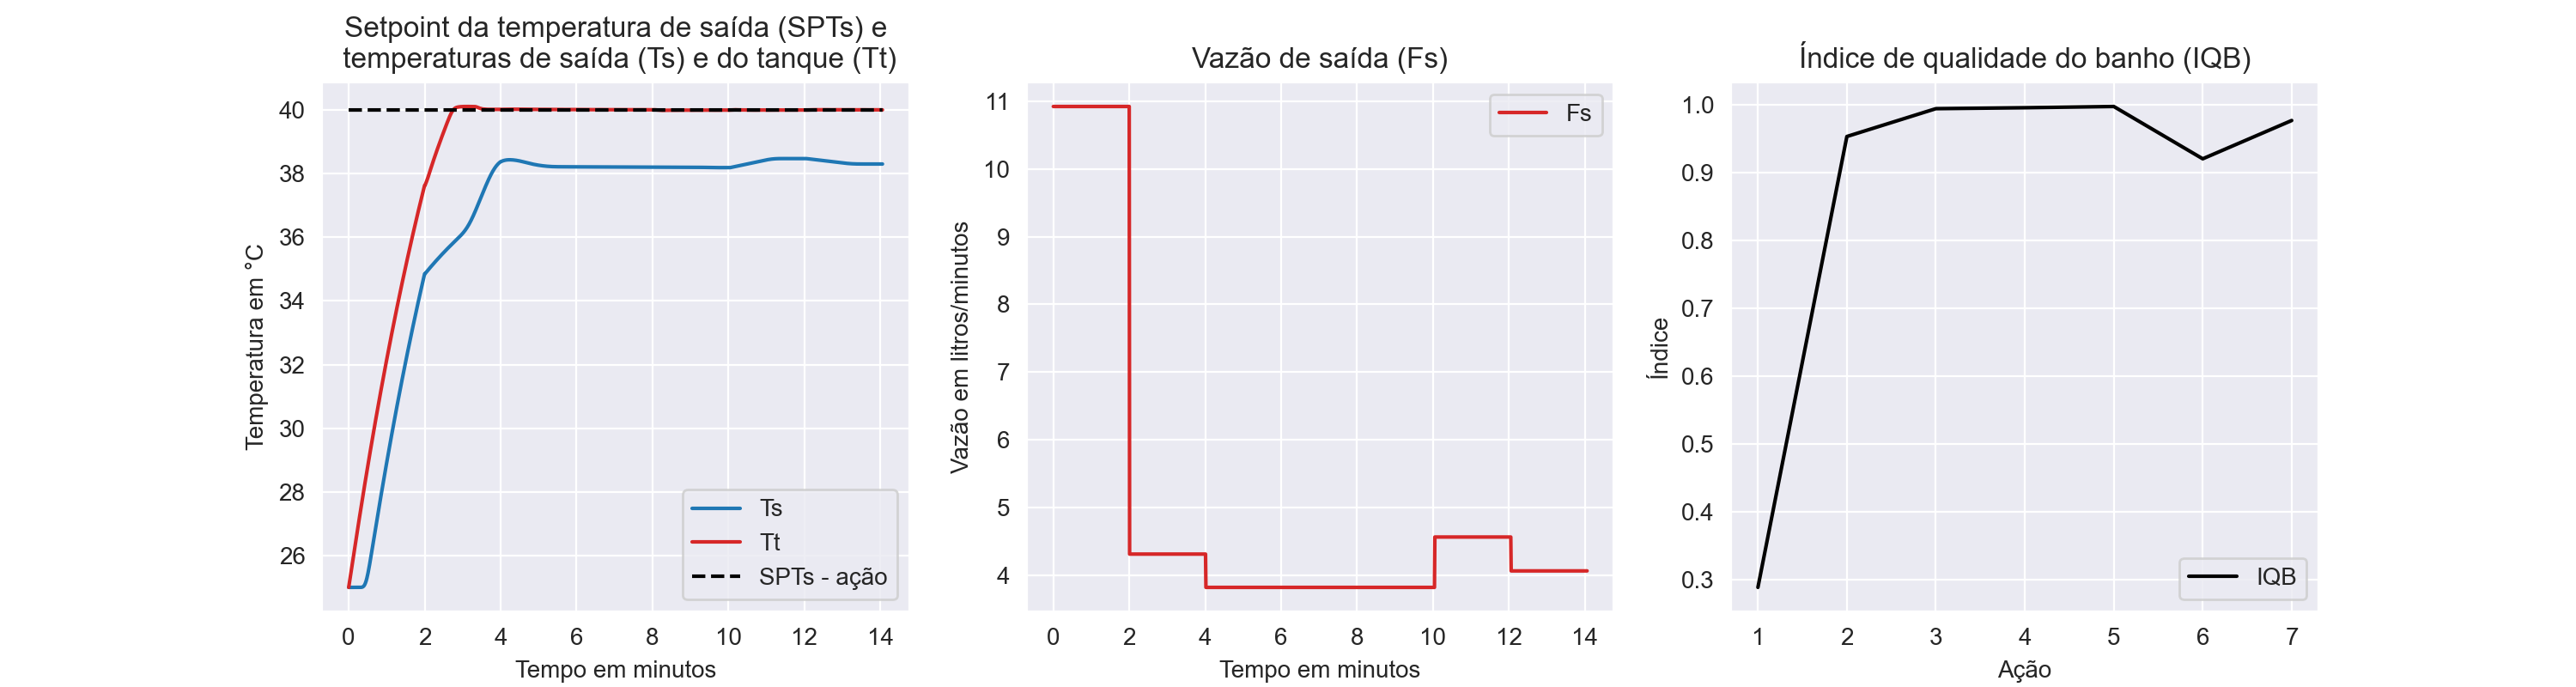 Setpoint da temperatura de saída (SPTs) e
temperaturas de saída (Ts) e do tanque (Tt)
Temperatura em °C
40
38
36
34
32
30
28
26
Ts
Tt
SPTs - ação
0 2 4 6 8 10 12 14
Tempo em minutos
Vazão de saída (Fs)
Vazão em litros/minutos
11
10
9
8
7
6
5
4
Fs
0 2 4 6 8 10 12 14
Tempo em minutos
Índice de qualidade do banho (IQB)
Índice
1.0
0.9
0.8
0.7
0.6
0.5
0.4
0.3
IQB
1 2 3 4 5 6 7
Ação